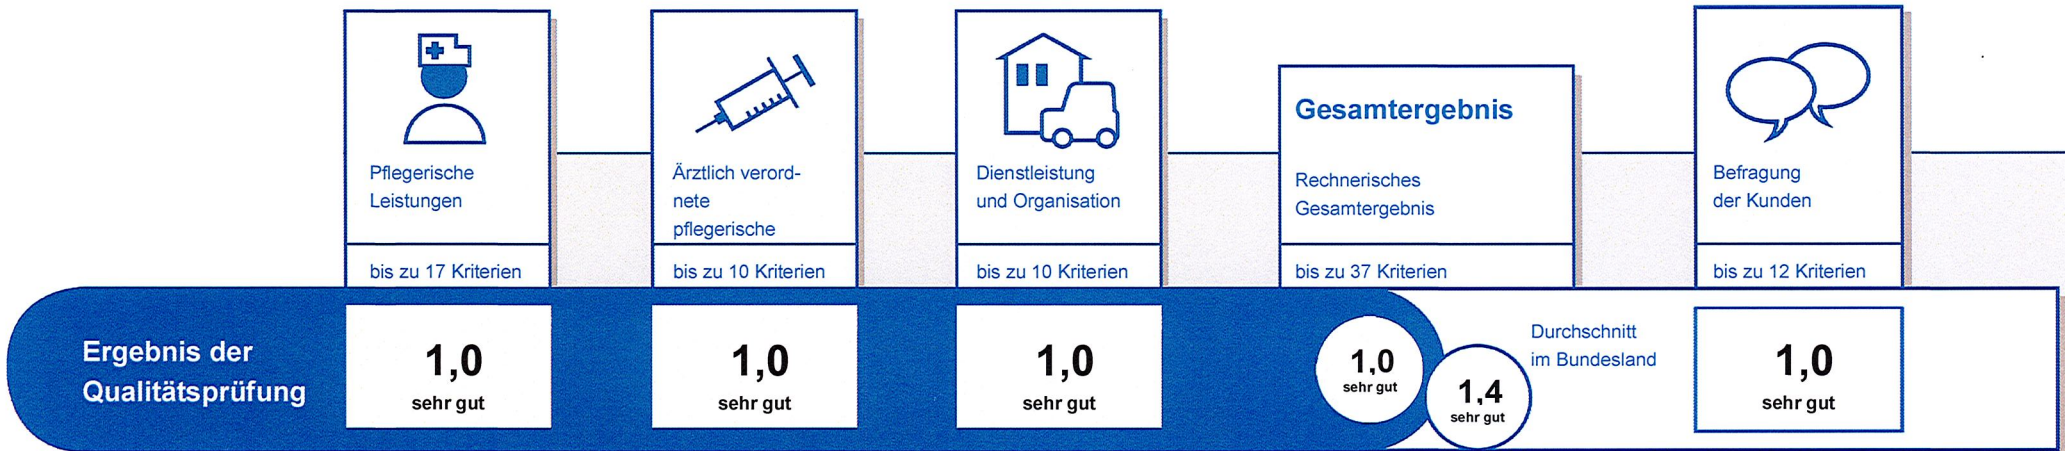 Pflegerische
Leistungen
bis zu 17 Kriterien
Ärztlich verord-
nete
pflegerische
bis zu 10 Kriterien
Dienstleistung
und Organisation
bis zu 10 Kriterien
Gesamtergebnis
Rechnerisches
Gesamtergebnis
bis zu 37 Kriterien
Befragung
der Kunden
bis zu 12 Kriterien
Ergebnis der
Qualitätsprüfung
1,0
sehr gut
1,0
sehr gut
1,0
sehr gut
1,0
sehr gut
1,4
sehr gut
Durchschnitt
im Bundesland
1,0
sehr gut